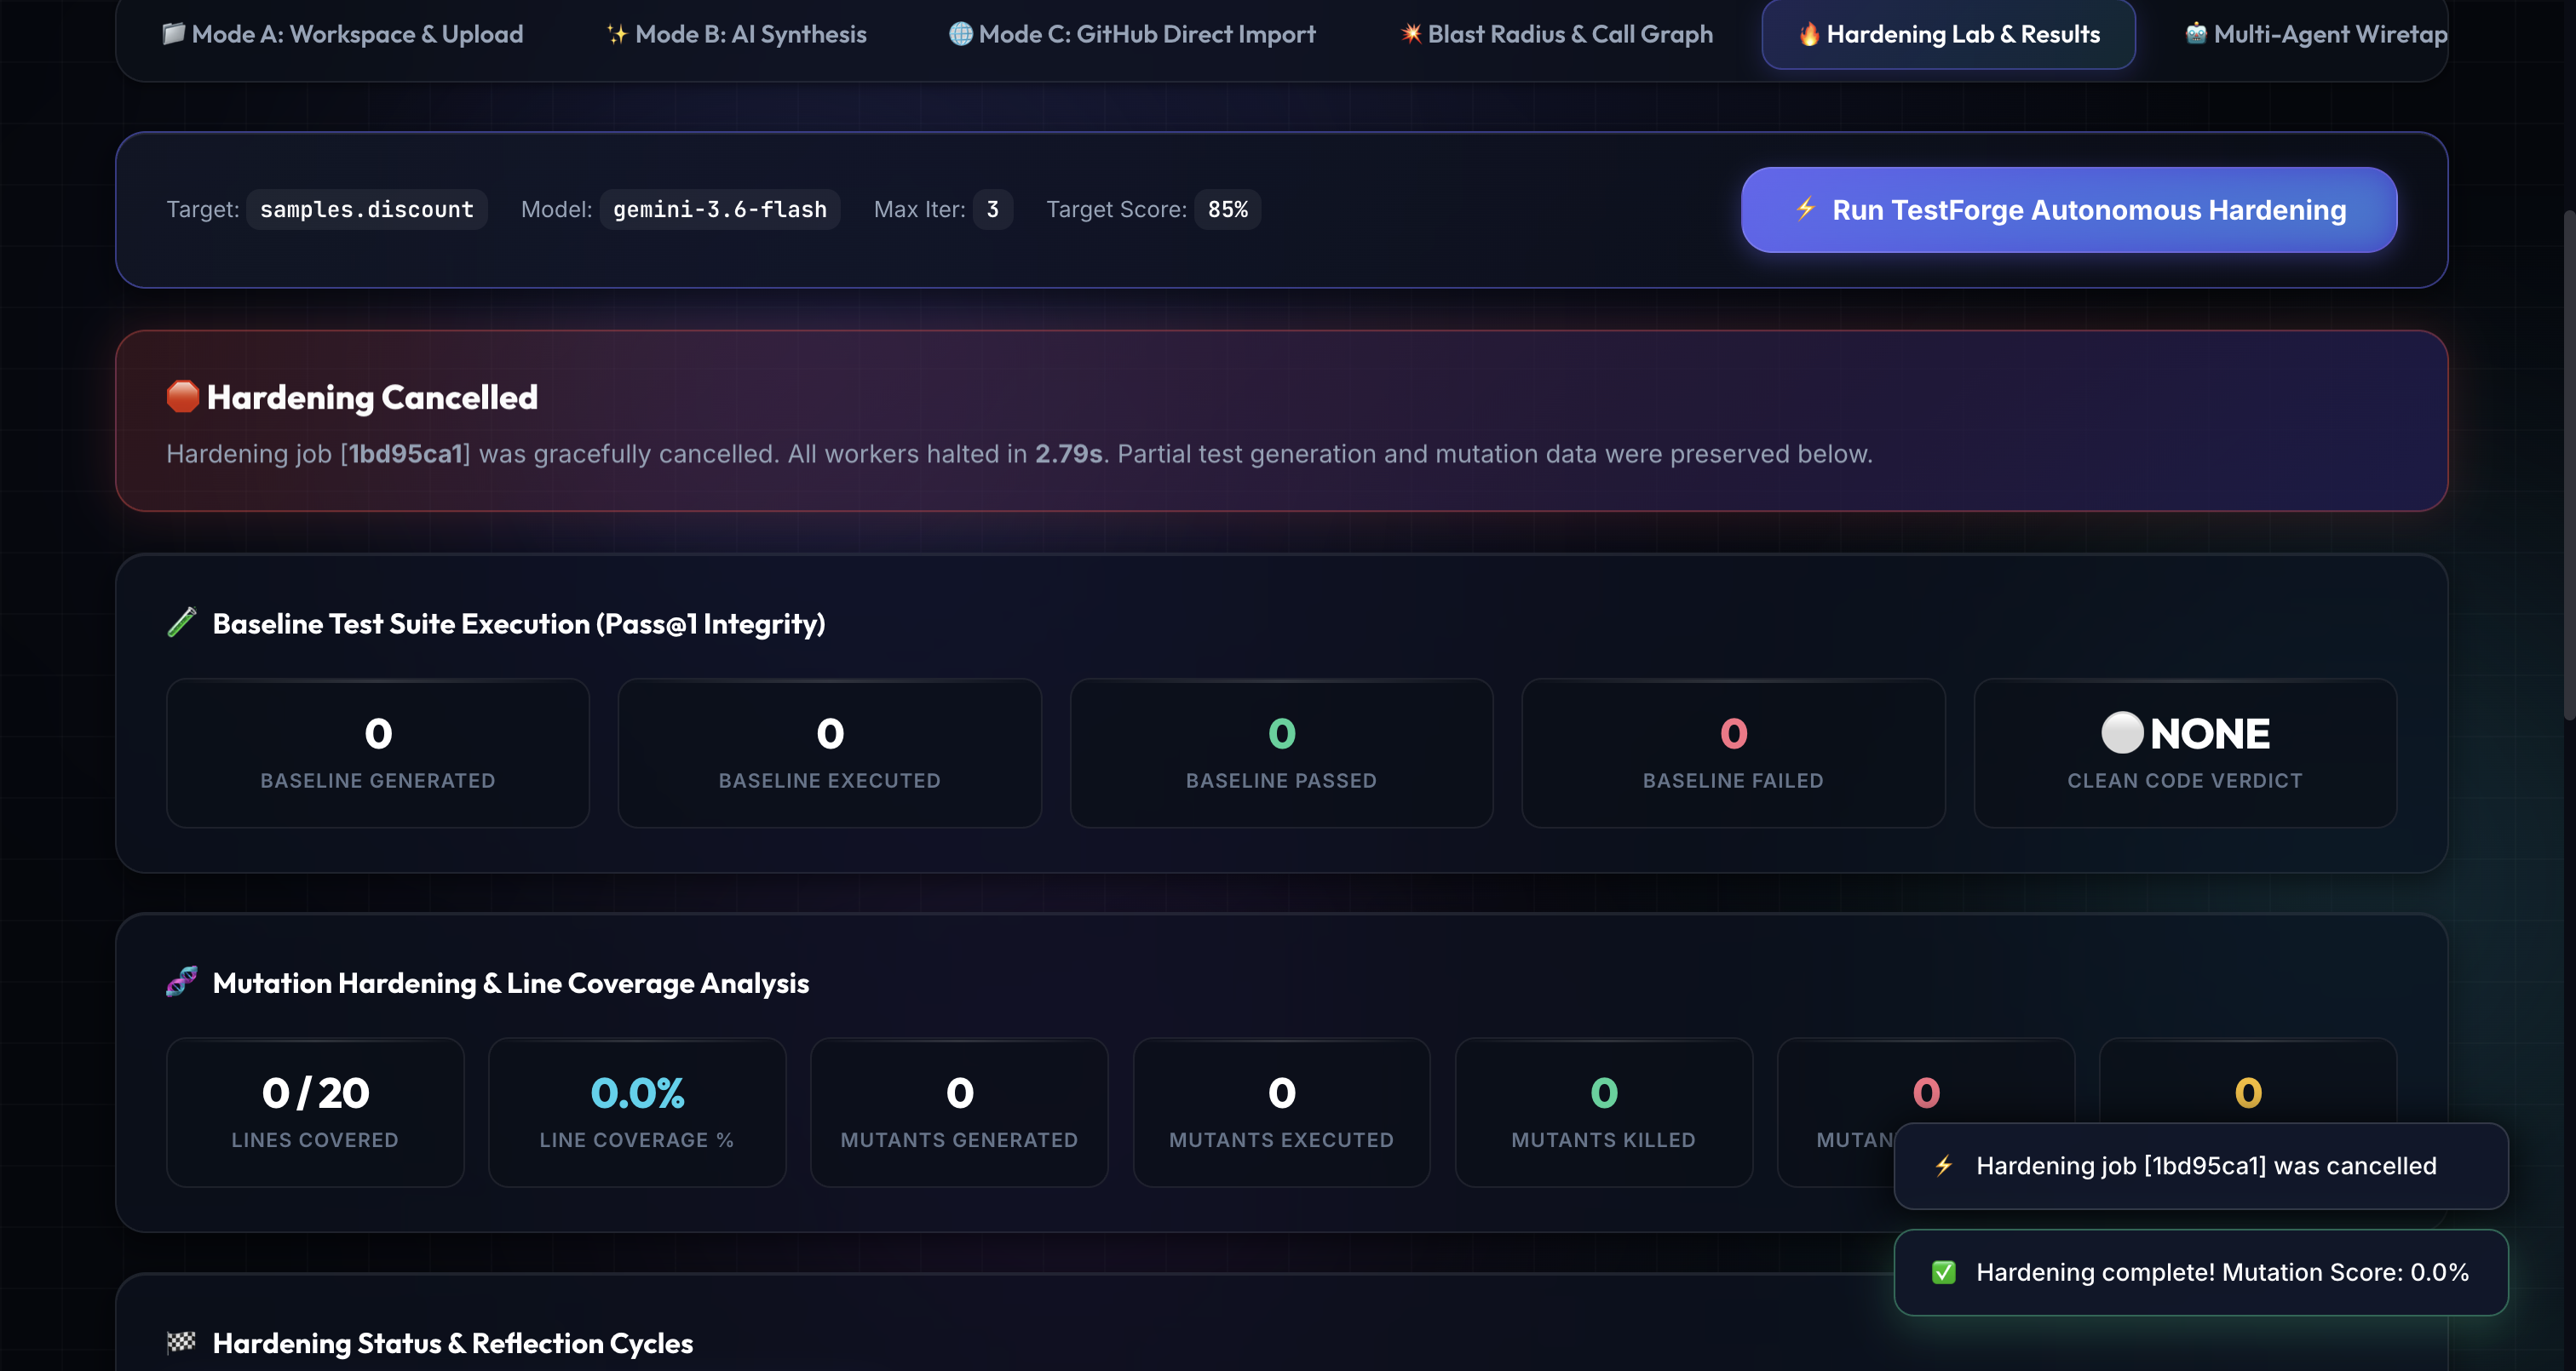 Mode A: Workspace & Upload
Mode B: AI Synthesis
Mode C: GitHub Direct Import
Blast Radius & Call Graph
Hardening Lab & Results
Multi-Agent Wiretap
Target: samples.discount Model: gemini-3.6-flash Max Iter: 3 Target Score: 85%
Run TestForge Autonomous Hardening
Hardening Cancelled
Hardening job [1bd95ca1] was gracefully cancelled. All workers halted in 2.79s. Partial test generation and mutation data were preserved below.
Baseline Test Suite Execution (Pass@1 Integrity)
0
BASELINE GENERATED
0
BASELINE EXECUTED
0
BASELINE PASSED
0
BASELINE FAILED
NONE
CLEAN CODE VERDICT
Mutation Hardening & Line Coverage Analysis
0 / 20
LINES COVERED
0.0%
LINE COVERAGE %
0
MUTANTS GENERATED
0
MUTANTS EXECUTED
0
MUTANTS KILLED
0
MUTAN
0
Hardening job [1bd95ca1] was cancelled
Hardening complete! Mutation Score: 0.0%
Hardening Status & Reflection Cycles